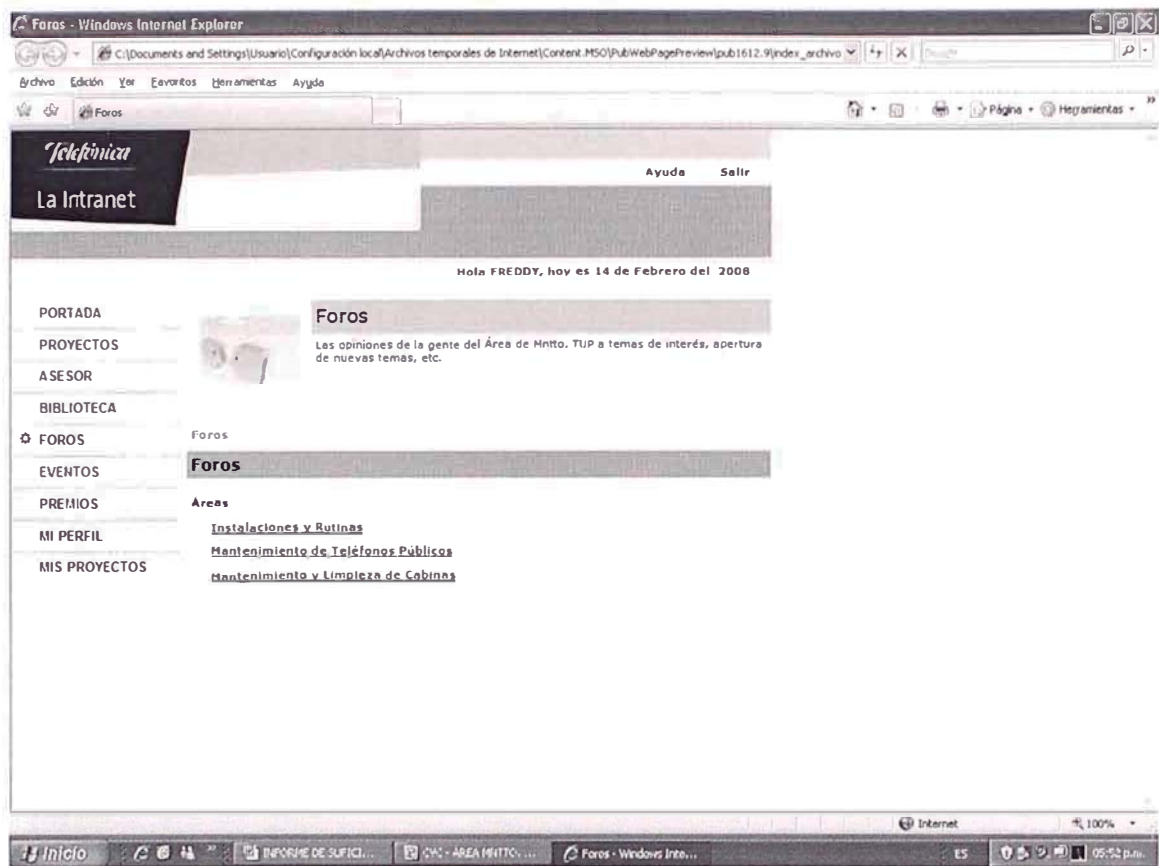 Foros - Windows Internet Explorer
C:\Documents and Settings\Usuario\Configuración local\Archivos temporales de Internet\Content.MSO\PubWebPagePreview\pub1612.9\index_archivo
Archivo Edición Ver Favoritos Herramientas Ayuda
Foros
Página Herramientas
Telefónica
La Intranet
Ayuda Salir
Hola FREDDY, hoy es 14 de Febrero del 2008
PORTADA
PROYECTOS
ASESOR
BIBLIOTECA
FOROS
EVENTOS
PREMIOS
MI PERFIL
MIS PROYECTOS
Foros
Las opiniones de la gente del Área de Mntto. TUP a temas de interés, apertura
de nuevas temas, etc.
Foros
Foros
Areas
Instalaciones y Rutinas
Mantenimiento de Teléfonos Públicos
Mantenimiento y Limpieza de Cabinas
Internet 100%
Inicio
INFORME DE SUFICI...
ÁREA MNTTO. ...
Foros - Windows Inte...
ES
05:52 p.m.